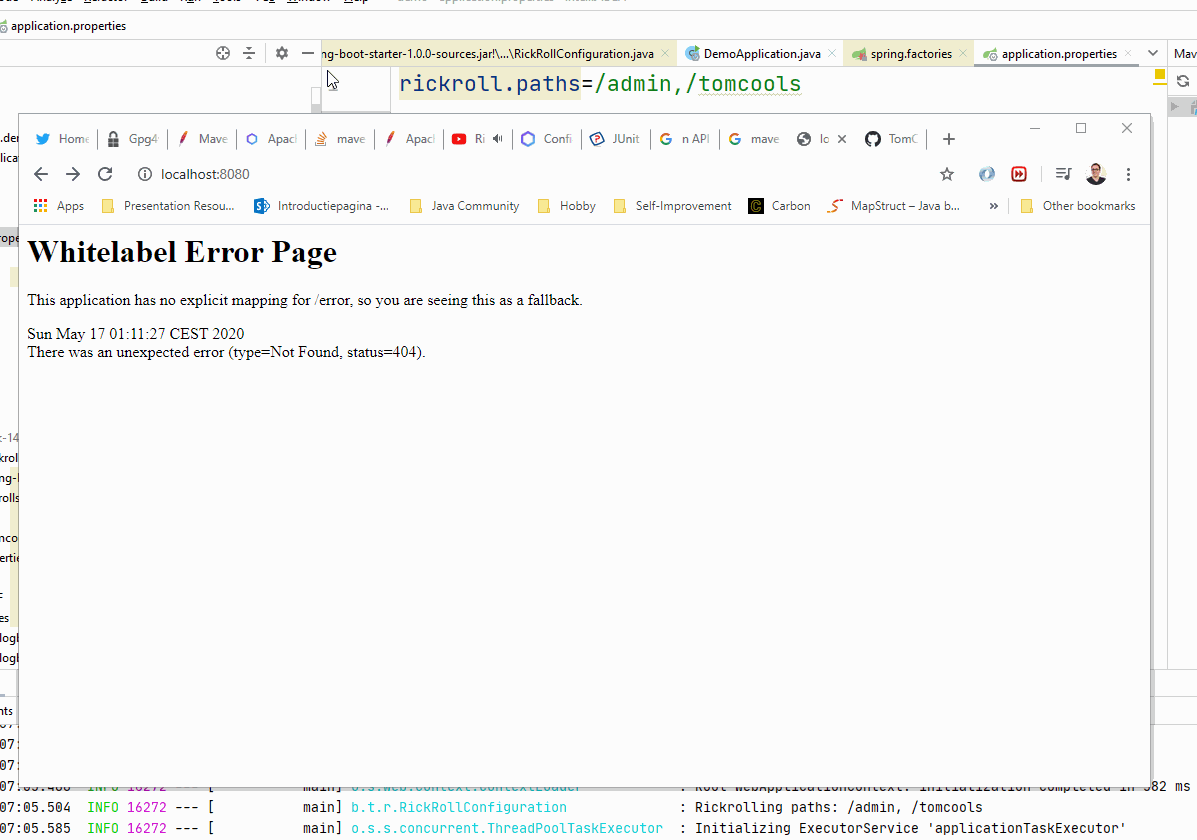 application.properties
ng-boot-starter-1.0.0-sources.jar!\...\RickRollConfiguration.java
DemoApplication.java
spring.factories
application.properties
Mav
rickroll.paths=/admin,/tomcools
Home
Gpg4
Mave
Apacl
mave
Apacl
Ri
Confi
JUnit
n API
mave
lo
TomC
localhost:8080
Apps
Presentation Resou...
Introductiepagina -...
Java Community
Hobby
Self-Improvement
Carbon
MapStruct – Java b...
»
Other bookmarks
Whitelabel Error Page
This application has no explicit mapping for /error, so you are seeing this as a fallback.
Sun May 17 01:11:27 CEST 2020
There was an unexpected error (type=Not Found, status=404).
07:05.504 INFO 16272 --- [ main] b.t.r.RickRollConfiguration : Rickrolling paths: /admin, /tomcools
07:05.585 INFO 16272 --- [ main] o.s.s.concurrent.ThreadPoolTaskExecutor : Initializing ExecutorService 'applicationTaskExecutor'